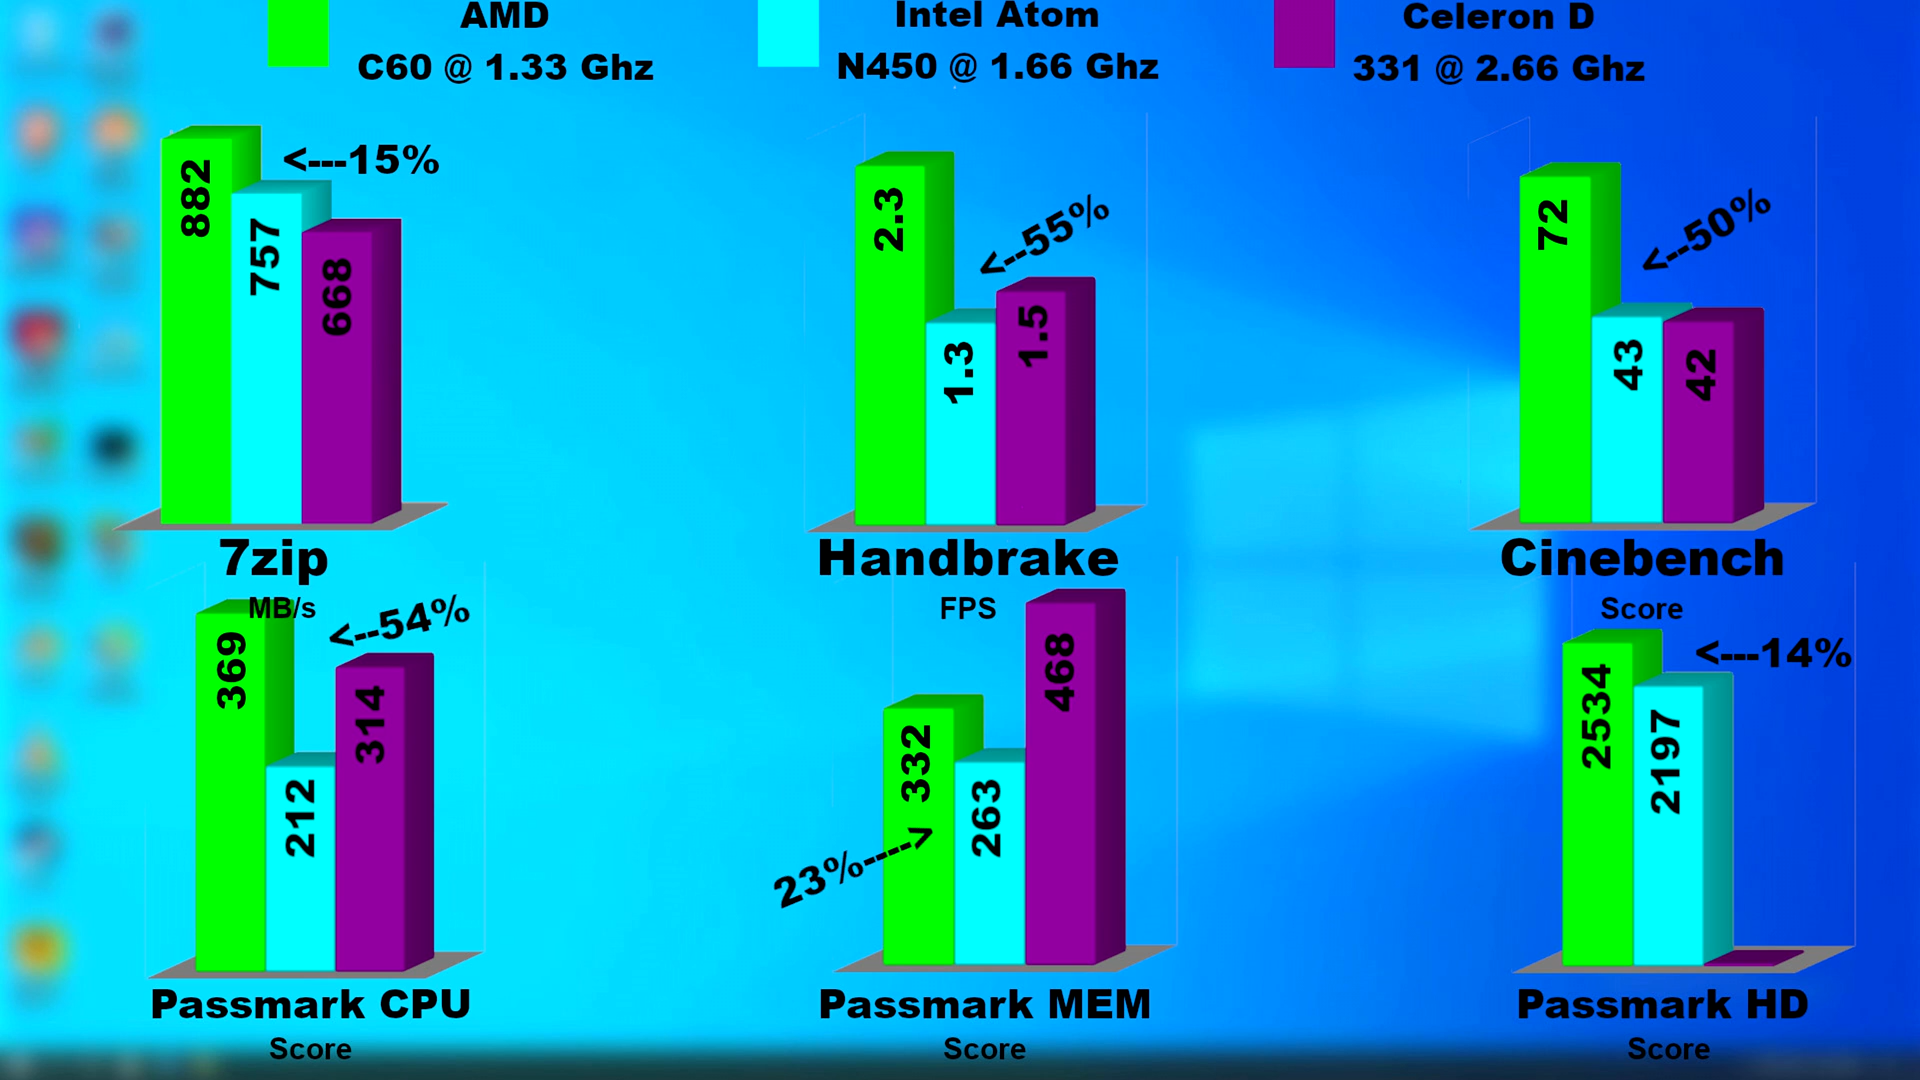 AMD
C60 @ 1.33 Ghz
Intel Atom
N450 @ 1.66 Ghz
Celeron D
331 @ 2.66 Ghz
882
757
668
<---15%
7zip
MB/s
2.3
1.3
1.5
<--55%
Handbrake
FPS
72
43
42
<--50%
Cinebench
Score
369
212
314
<--54%
Passmark CPU
Score
332
263
468
23%---->
Passmark MEM
Score
2534
2197
<---14%
Passmark HD
Score